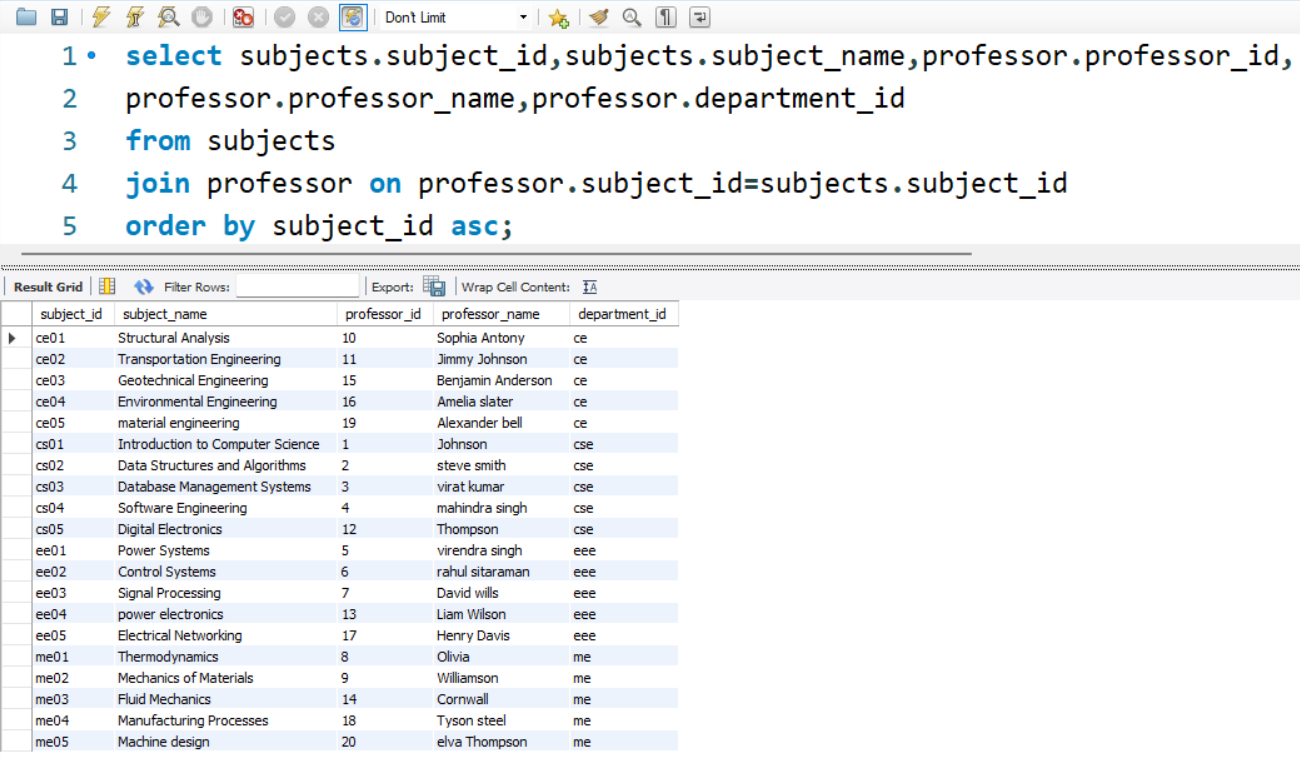 Don't Limit
1 select subjects.subject_id,subjects.subject_name,professor.professor_id,
2 professor.professor_name,professor.department_id
3 from subjects
4 join professor on professor.subject_id=subjects.subject_id
5 order by subject_id asc;
Result Grid Filter Rows: Export: Wrap Cell Content: IA
subject_id subject_name professor_id professor_name department_id
ce01 Structural Analysis 10 Sophia Antony ce
ce02 Transportation Engineering 11 Jimmy Johnson ce
ce03 Geotechnical Engineering 15 Benjamin Anderson ce
ce04 Environmental Engineering 16 Amelia slater ce
ce05 material engineering 19 Alexander bell ce
cs01 Introduction to Computer Science 1 Johnson cse
cs02 Data Structures and Algorithms 2 steve smith cse
cs03 Database Management Systems 3 virat kumar cse
cs04 Software Engineering 4 mahindra singh cse
cs05 Digital Electronics 12 Thompson cse
ee01 Power Systems 5 virendra singh eee
ee02 Control Systems 6 rahul sitaraman eee
ee03 Signal Processing 7 David wills eee
ee04 power electronics 13 Liam Wilson eee
ee05 Electrical Networking 17 Henry Davis eee
me01 Thermodynamics 8 Olivia me
me02 Mechanics of Materials 9 Williamson me
me03 Fluid Mechanics 14 Cornwall me
me04 Manufacturing Processes 18 Tyson steel me
me05 Machine design 20 elva Thompson me